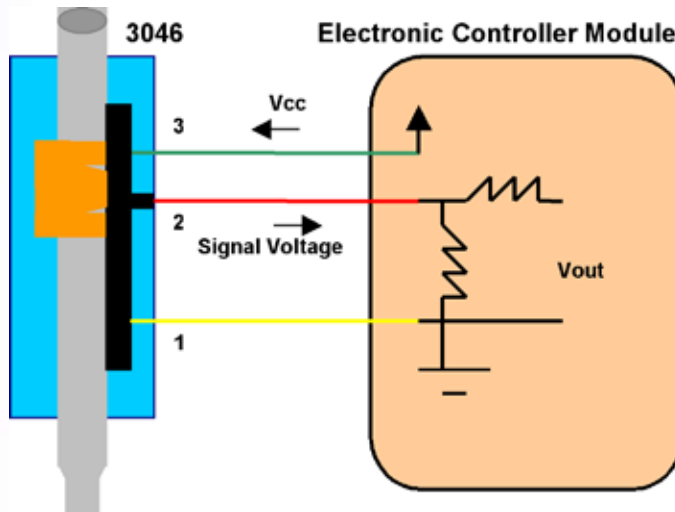 3046
Electronic Controller Module
Vcc
3
2
Signal Voltage
Vout
1